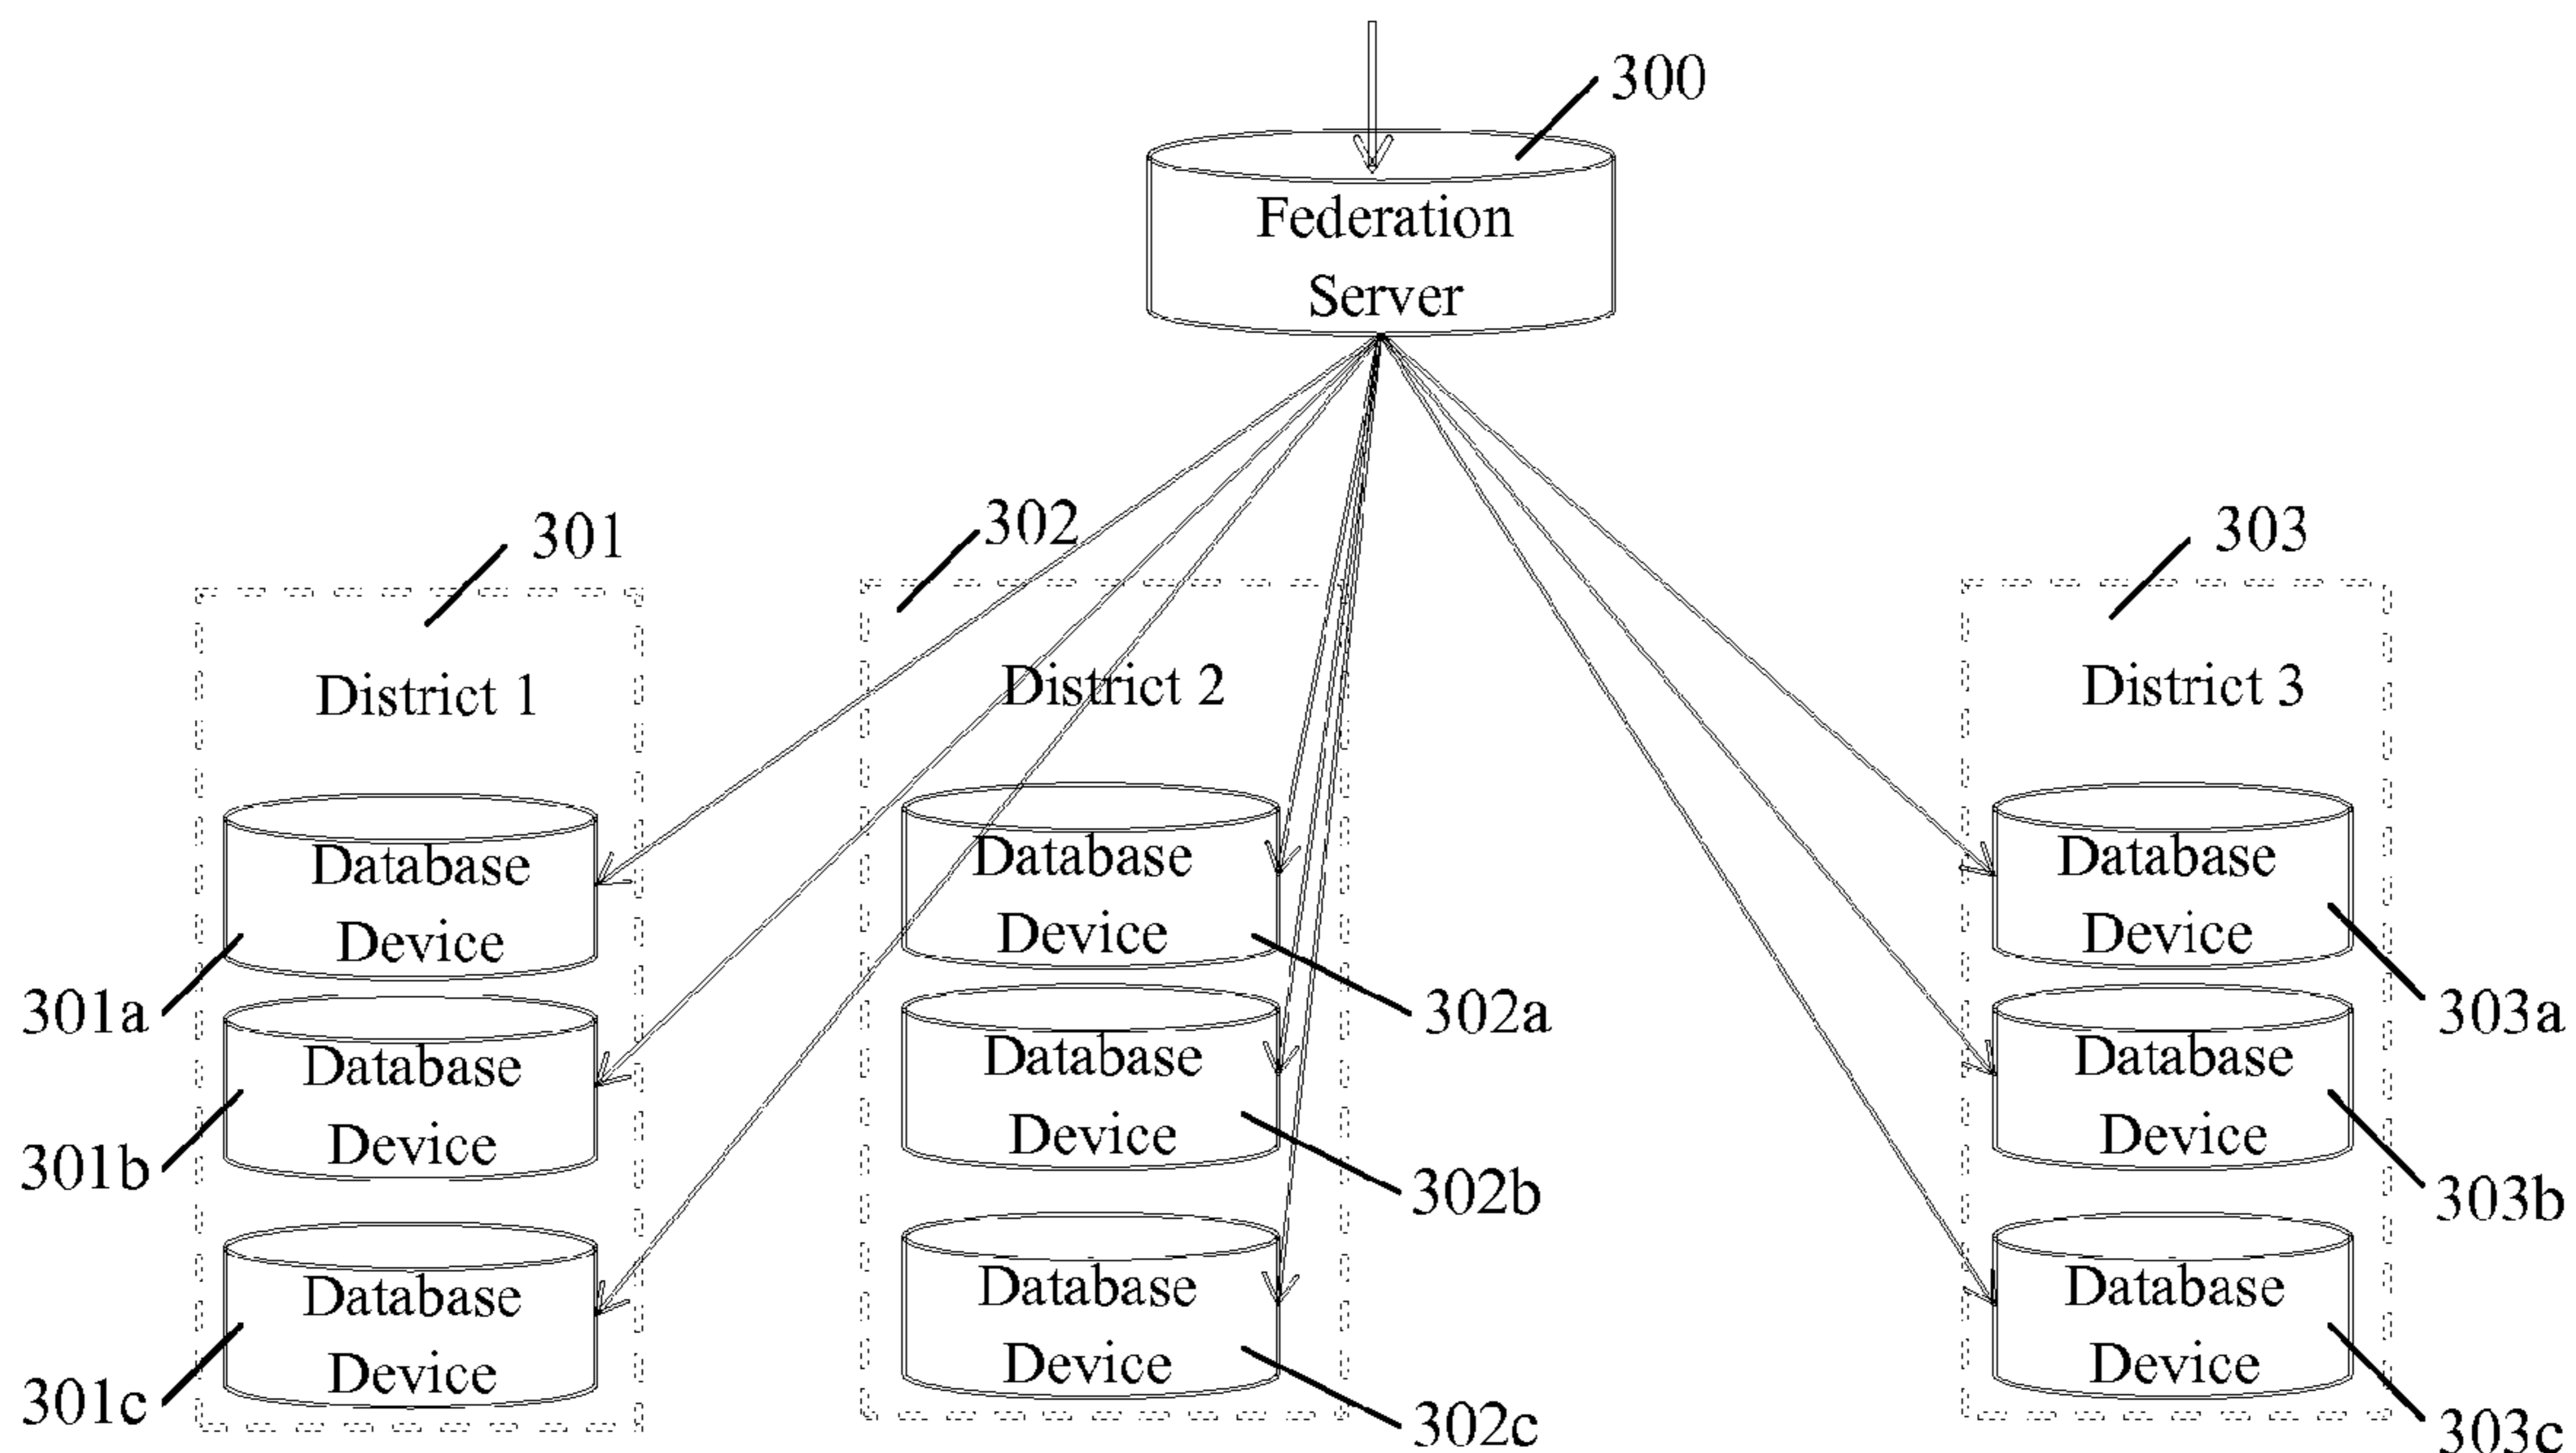 300
Federation
Server
301
302
303
District 1
District 2
District 3
Database
Device
301a
Database
Device
301b
Database
Device
301c
Database
Device
302a
Database
Device
302b
Database
Device
302c
Database
Device
303a
Database
Device
303b
Database
Device
303c